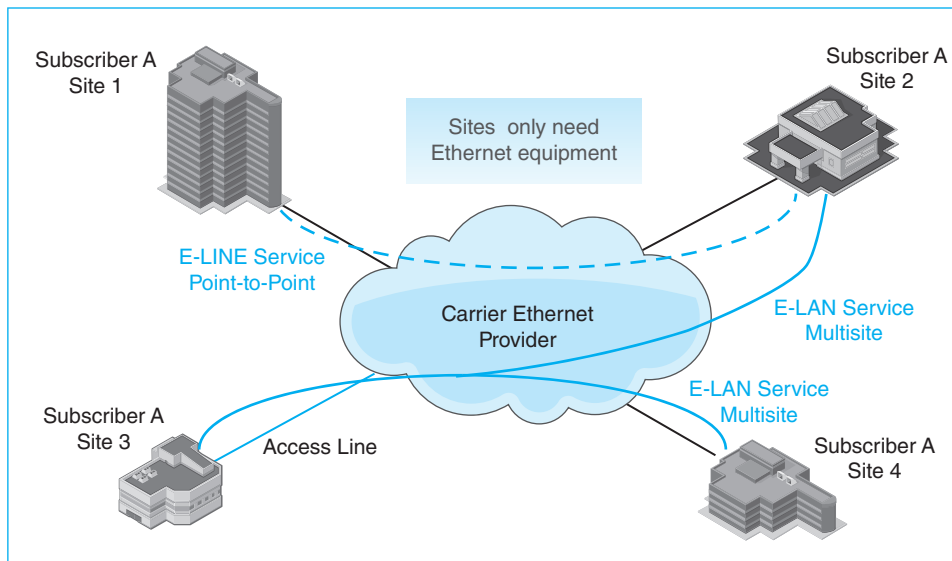 Subscriber A
Site 1
Subscriber A
Site 2
Sites only need
Ethernet equipment
E-LINE Service
Point-to-Point
Carrier Ethernet
Provider
E-LAN Service
Multisite
E-LAN Service
Multisite
Subscriber A
Site 3
Access Line
Subscriber A
Site 4